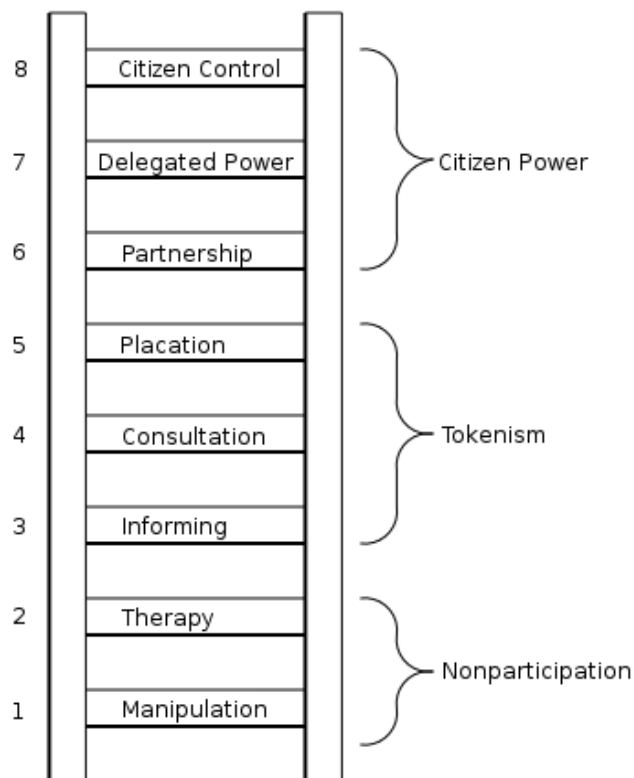 8 Citizen Control
7 Delegated Power
Citizen Power
6 Partnership
5 Placation
4 Consultation
Tokenism
3 Informing
2 Therapy
Nonparticipation
1 Manipulation